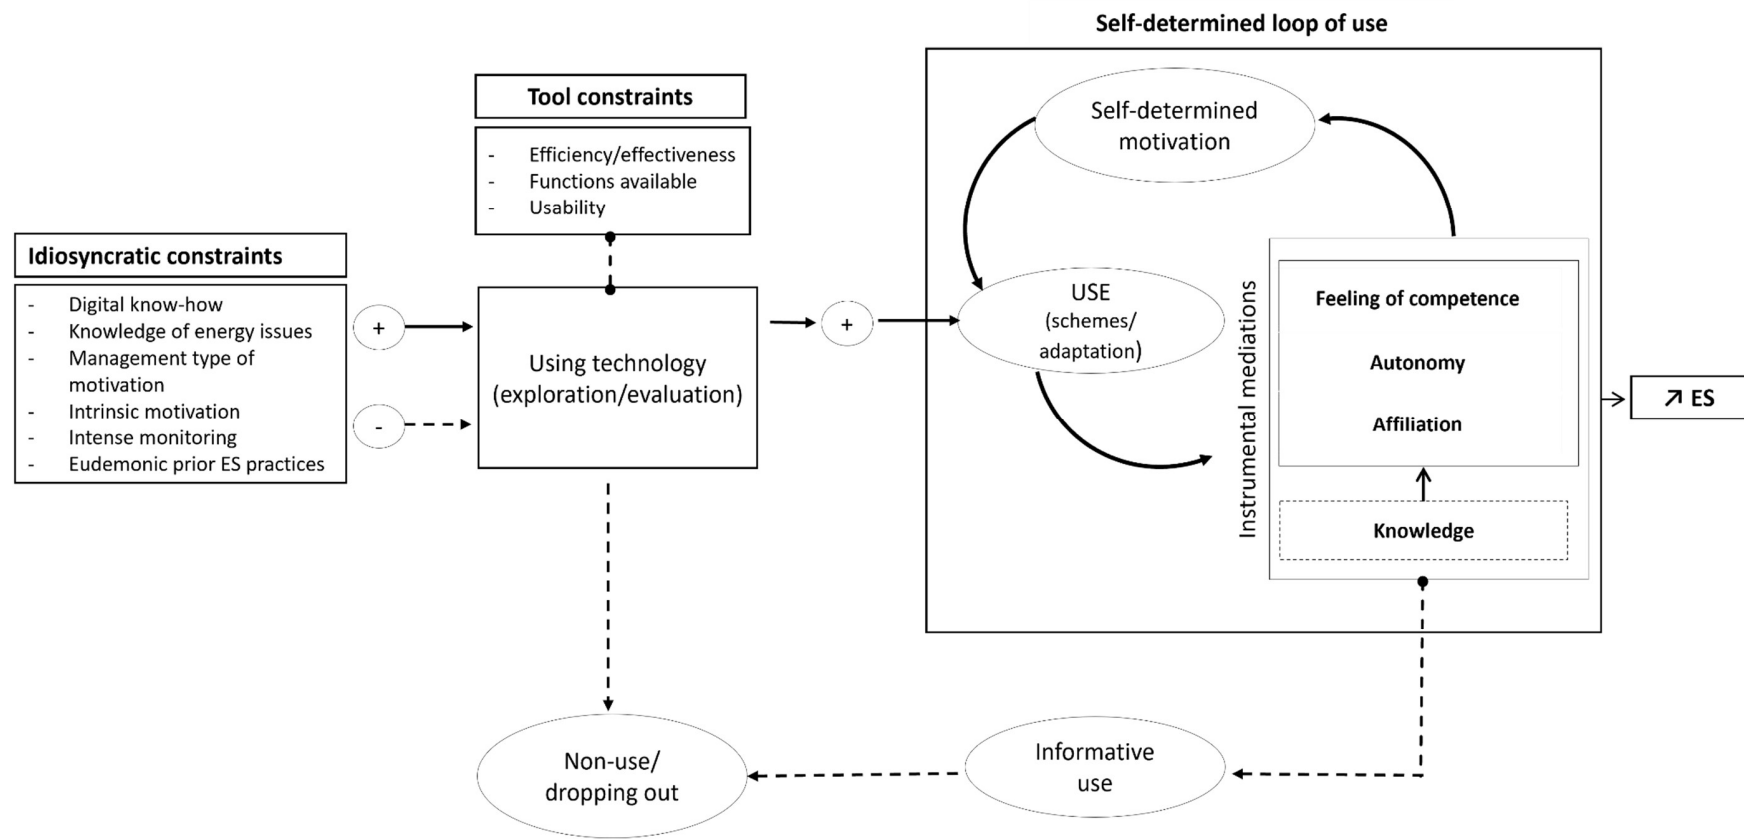 Self-determined loop of use
Tool constraints
- Efficiency/effectiveness
- Functions available
- Usability
Idiosyncratic constraints
- Digital know-how
- Knowledge of energy issues
- Management type of
motivation
- Intrinsic motivation
- Intense monitoring
- Eudemonic prior ES practices
+
-
Using technology
(exploration/evaluation)
+
Self-determined
motivation
USE
(schemes/
adaptation)
Instrumental mediations
Feeling of competence
Autonomy
Affiliation
Knowledge
↗ ES
Non-use/
dropping out
Informative
use